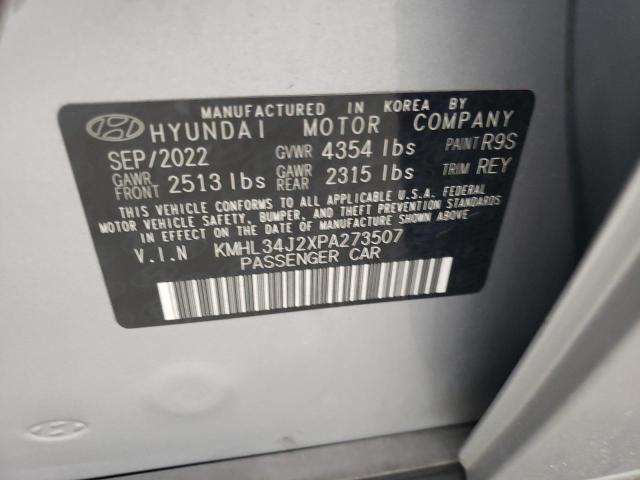 MANUFACTURED IN KOREA BY
HYUNDAI MOTOR COMPANY
SEP/2022 GVWR 4354 lbs PAINT R9S
GAWR FRONT 2513 lbs GAWR REAR 2315 lbs TRIM REY
THIS VEHICLE CONFORMS TO ALL APPLICABLE U.S.A. FEDERAL
MOTOR VEHICLE SAFETY, BUMPER, AND THEFT PREVENTION
STANDARDS IN EFFECT ON THE DATE OF MANUFACTURE SHOWN ABOVE
V.I.N KMHL34J2XPA273507
PASSENGER CAR